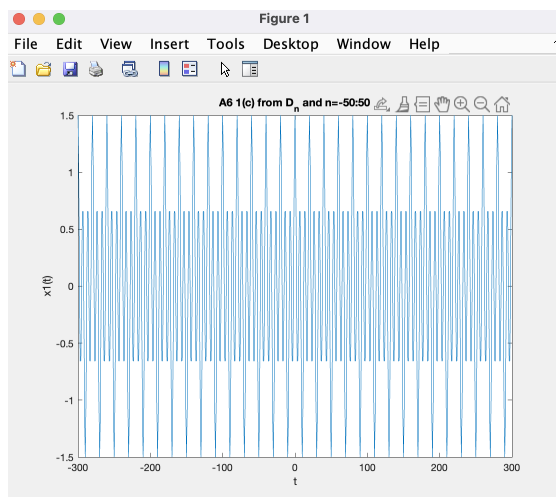 Figure 1
File Edit View Insert Tools Desktop Window Help
A6 1(c) from Dn and n=-50:50
1.5
1
0.5
0
-0.5
-1
-1.5
x1(t)
-300 -200 -100 0 100 200 300
t